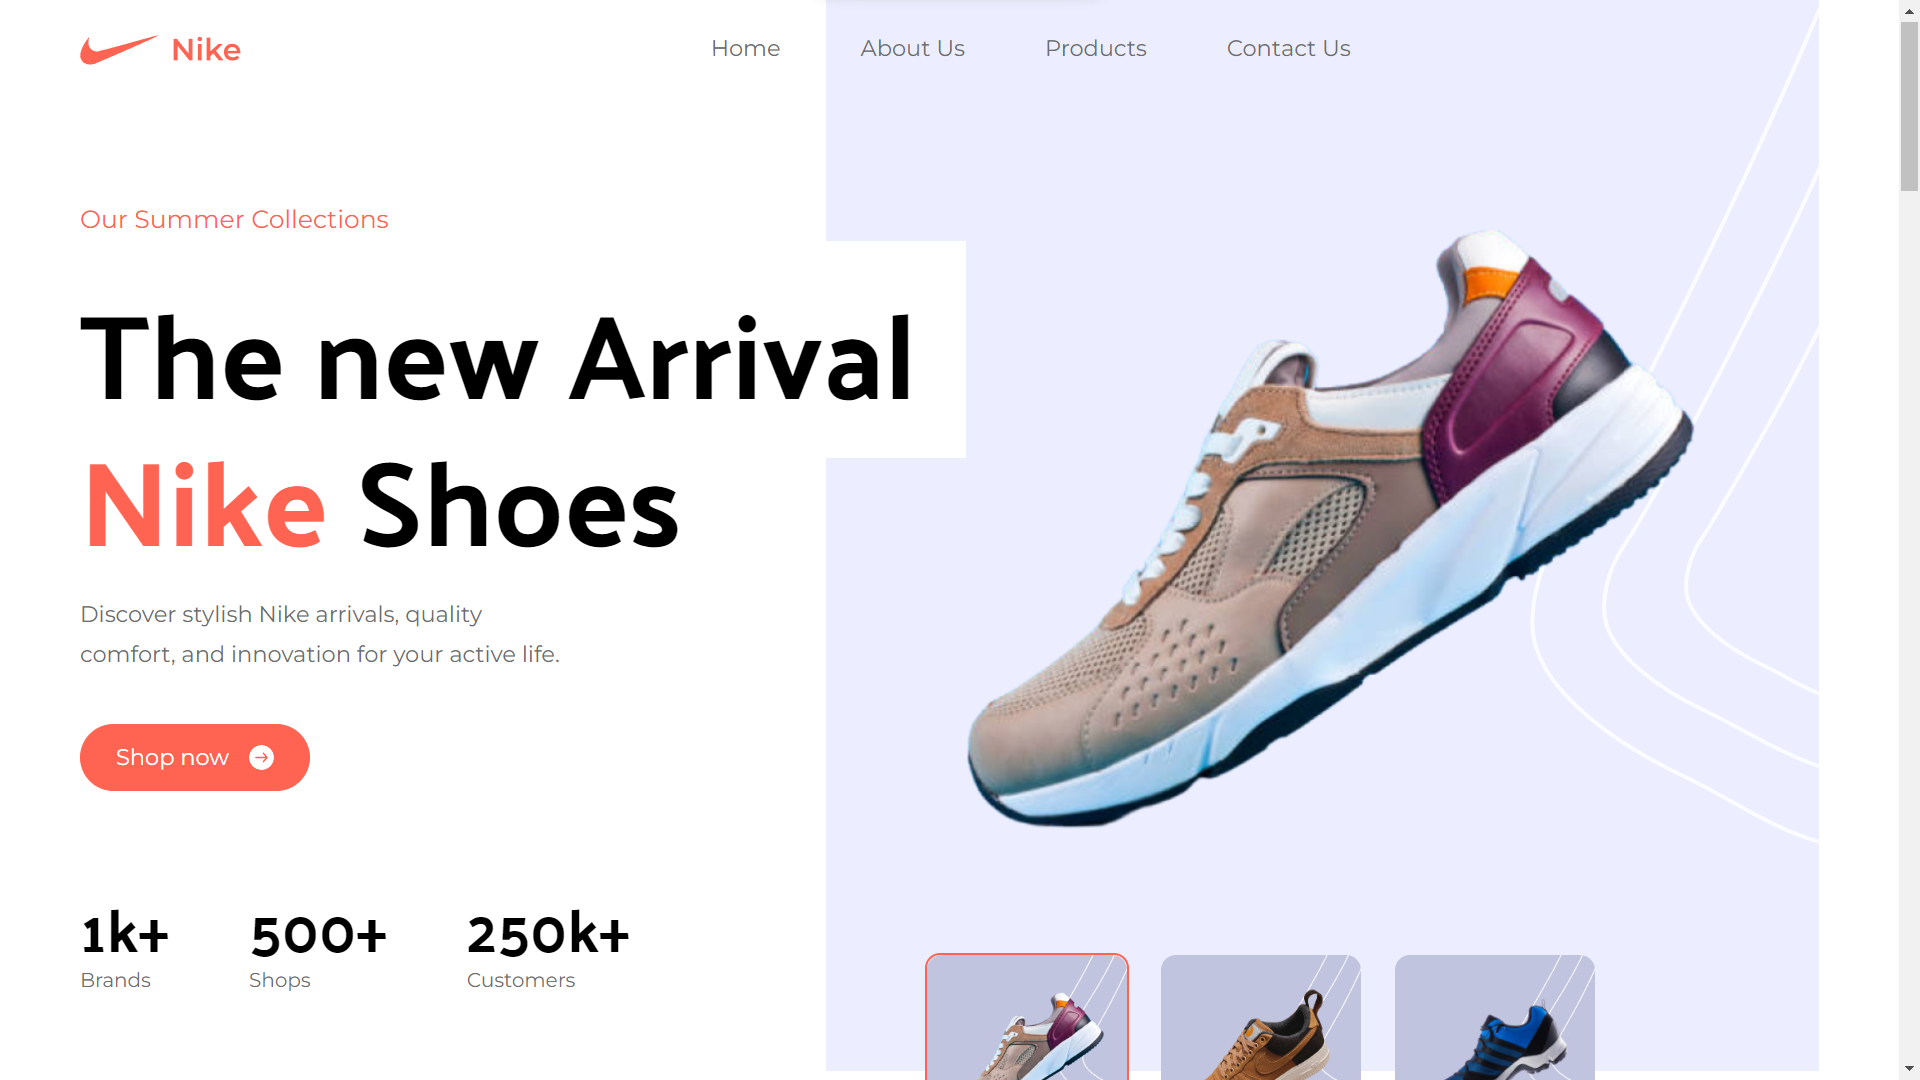 Nike
Home
About Us
Products
Contact Us
Our Summer Collections
The new Arrival
Nike Shoes
Discover stylish Nike arrivals, quality
comfort, and innovation for your active life.
Shop now
1k+
Brands
500+
Shops
250k+
Customers